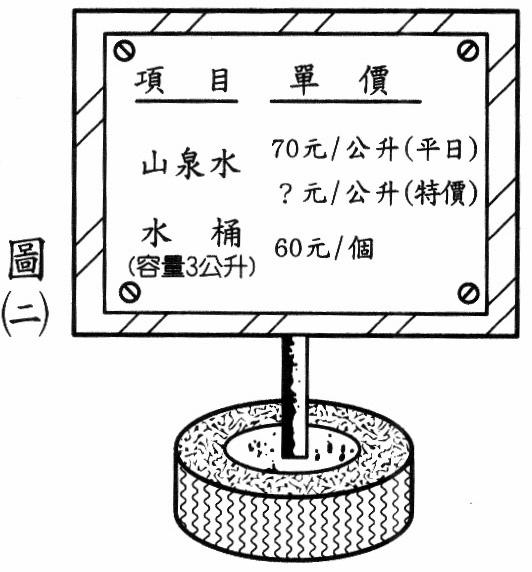 項目 單價
山泉水 70元/公升(平日)
?元/公升(特價)
水桶 60元/個
(容量3公升)
圖
(二)